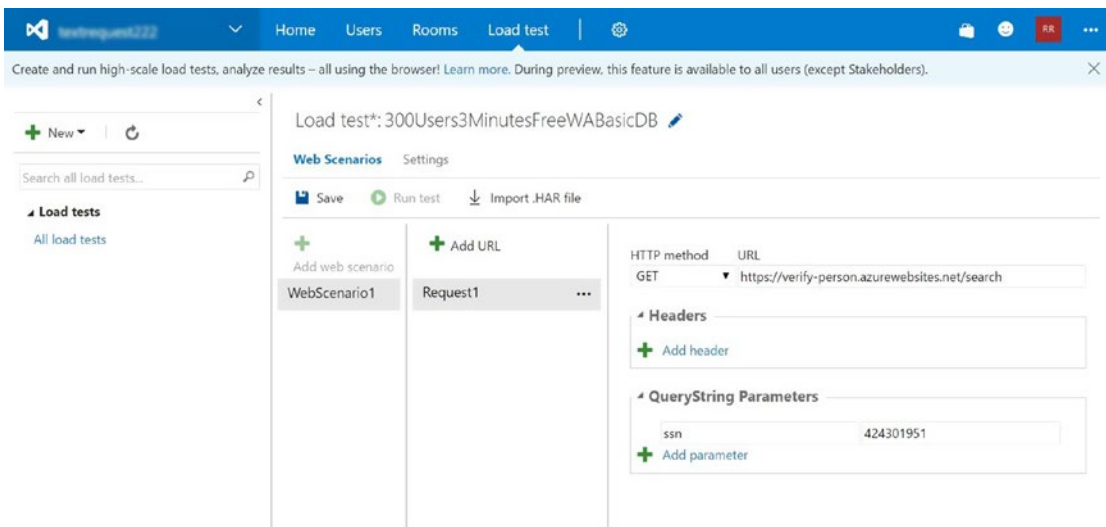 Home Users Rooms Load test RR
Create and run high-scale load tests, analyze results – all using the browser! Learn more. During preview, this feature is available to all users (except Stakeholders).
New
Search all load tests...
Load tests
All load tests
Load test*: 300Users3MinutesFreeWABasicDB
Web Scenarios Settings
Save Run test Import .HAR file
Add web scenario
WebScenario1
Add URL
Request1
HTTP method URL
GET https://verify-person.azurewebsites.net/search
Headers
Add header
QueryString Parameters
ssn 424301951
Add parameter